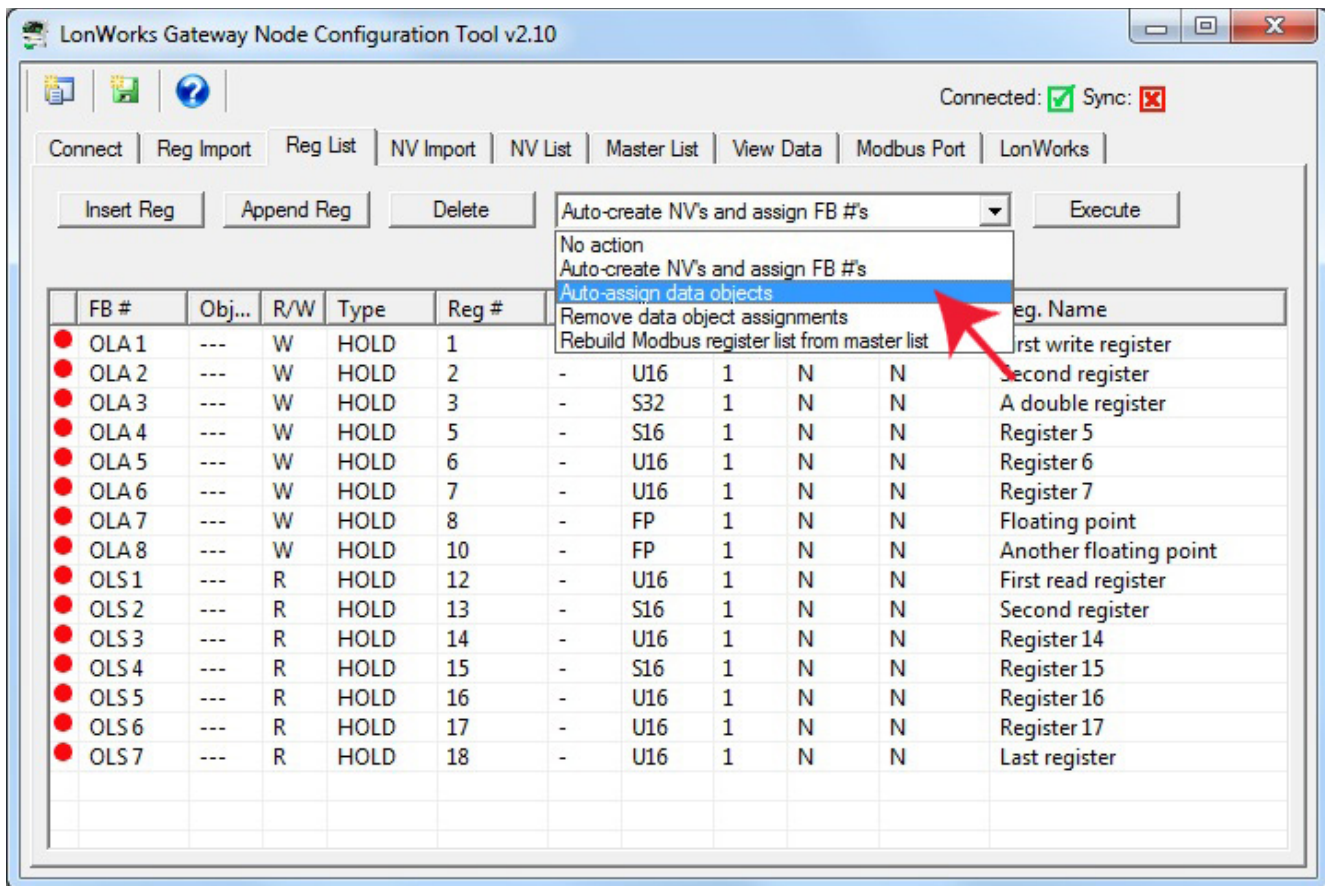 LonWorks Gateway Node Configuration Tool v2.10
Connected: Sync:
Connect Reg Import Reg List NV Import NV List Master List View Data Modbus Port LonWorks
Insert Reg Append Reg Delete Auto-create NV's and assign FB #'s Execute
No action
Auto-create NV's and assign FB #'s
Auto-assign data objects
Remove data object assignments
Rebuild Modbus register list from master list
FB # Obj... R/W Type Reg # Name
OLA 1 --- W HOLD 1 write register
OLA 2 --- W HOLD 2 - U16 1 N N Second register
OLA 3 --- W HOLD 3 - S32 1 N N A double register
OLA 4 --- W HOLD 5 - S16 1 N N Register 5
OLA 5 --- W HOLD 6 - U16 1 N N Register 6
OLA 6 --- W HOLD 7 - U16 1 N N Register 7
OLA 7 --- W HOLD 8 - FP 1 N N Floating point
OLA 8 --- W HOLD 10 - FP 1 N N Another floating point
OLS 1 --- R HOLD 12 - U16 1 N N First read register
OLS 2 --- R HOLD 13 - S16 1 N N Second register
OLS 3 --- R HOLD 14 - U16 1 N N Register 14
OLS 4 --- R HOLD 15 - S16 1 N N Register 15
OLS 5 --- R HOLD 16 - U16 1 N N Register 16
OLS 6 --- R HOLD 17 - U16 1 N N Register 17
OLS 7 --- R HOLD 18 - U16 1 N N Last register